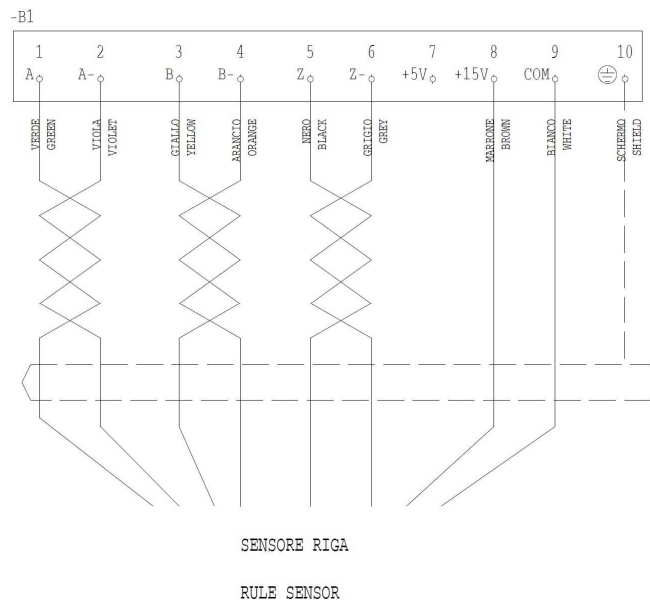 -B1
1 2 3 4 5 6 7 8 9 10
A A- B B- Z Z- +5V +15V COM
VERDE
GREEN
VIOLA
VIOLET
GIALLO
YELLOW
ARANCIO
ORANGE
NERO
BLACK
GRIGIO
GREY
MARRONE
BROWN
BIANCO
WHITE
SCHERMO
SHIELD
SENSORE RIGA
RULE SENSOR